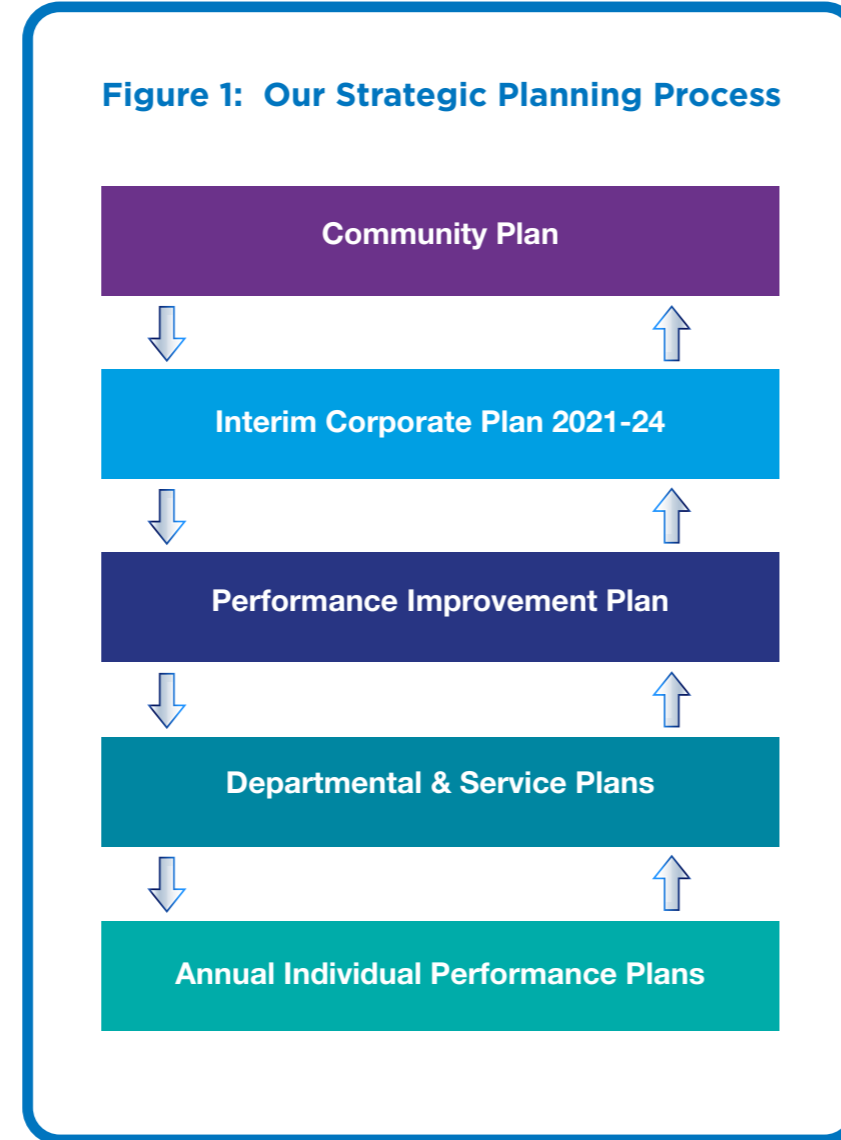 Figure 1: Our Strategic Planning Process
Community Plan
Interim Corporate Plan 2021-24
Performance Improvement Plan
Departmental & Service Plans
Annual Individual Performance Plans